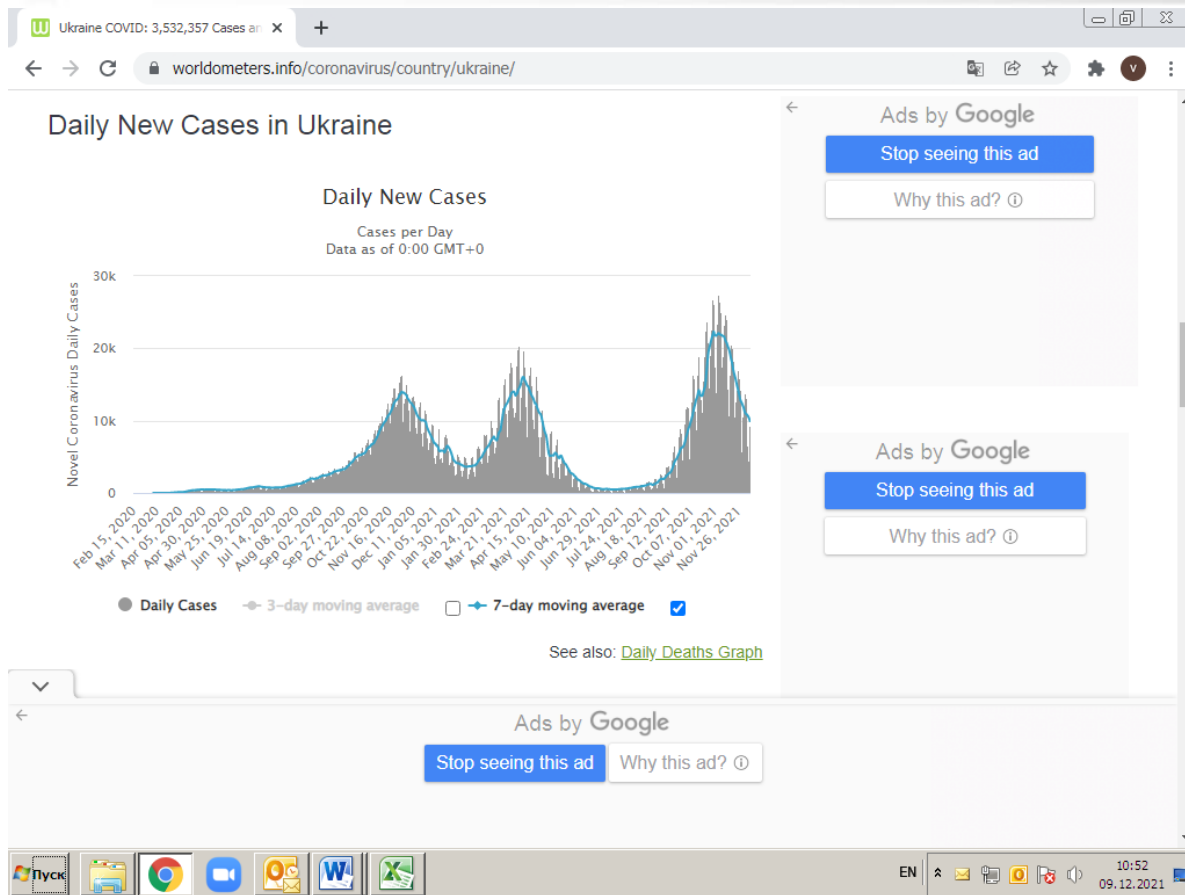 Ukraine COVID: 3,532,357 Cases an
worldometers.info/coronavirus/country/ukraine/
V
Daily New Cases in Ukraine
Daily New Cases
Cases per Day
Data as of 0:00 GMT+0
Novel Coronavirus Daily Cases
30k
20k
10k
0
Feb 15, 2020
Mar 11, 2020
Apr 05, 2020
Apr 30, 2020
May 25, 2020
Jun 19, 2020
Jul 14, 2020
Aug 08, 2020
Sep 02, 2020
Sep 27, 2020
Oct 22, 2020
Nov 16, 2020
Dec 11, 2020
Jan 05, 2021
Jan 30, 2021
Feb 24, 2021
Mar 21, 2021
Apr 15, 2021
May 10, 2021
Jun 04, 2021
Jun 29, 2021
Jul 24, 2021
Aug 18, 2021
Sep 12, 2021
Oct 07, 2021
Nov 01, 2021
Nov 26, 2021
Daily Cases 3-day moving average 7-day moving average
See also: Daily Deaths Graph
Ads by Google
Stop seeing this ad
Why this ad?
Ads by Google
Stop seeing this ad
Why this ad?
Ads by Google
Stop seeing this ad Why this ad?
Пуск
EN
10:52
09.12.2021